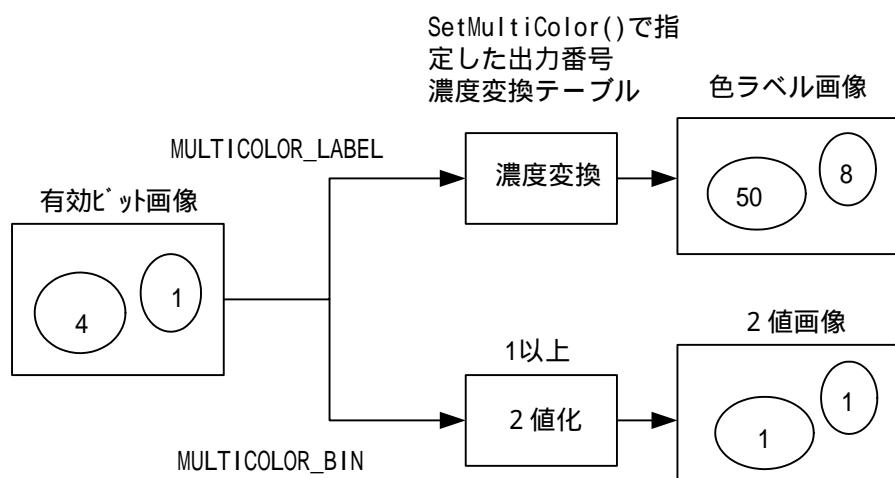 SetMultiColor()で指
定した出力番号
濃度変換テーブル
色ラベル画像
MULTICOLOR_LABEL
濃度変換
50
8
有効ﾋﾞｯﾄ画像
4
1
2値画像
1以上
2値化
1
1
MULTICOLOR_BIN